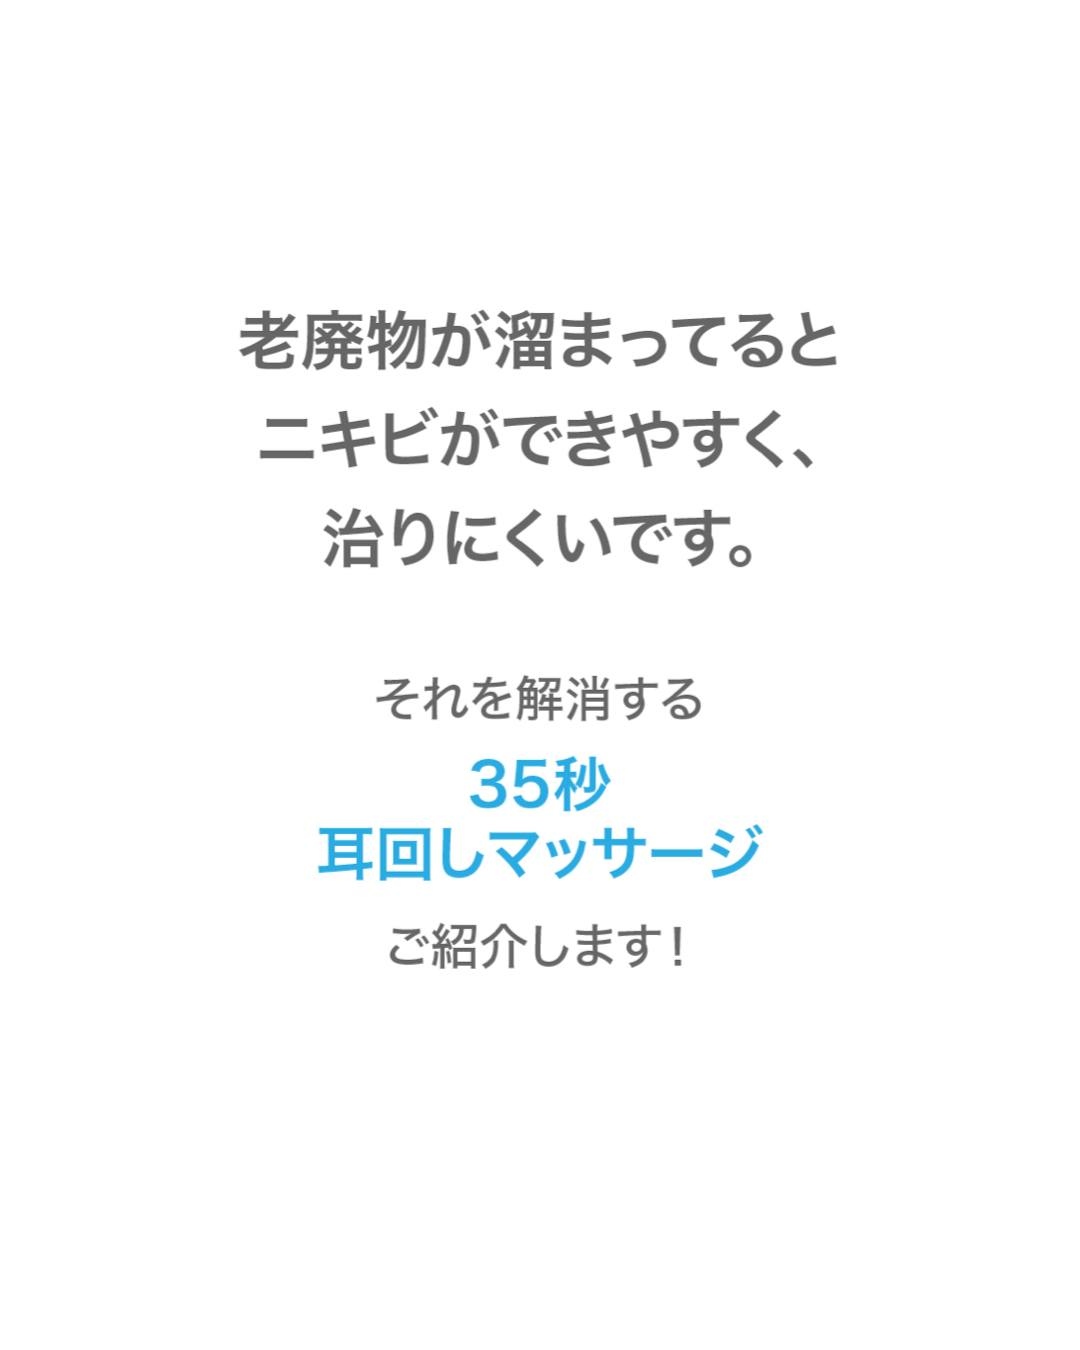 老廃物が溜まってると
ニキビができやすく、
治りにくいです。
それを解消する
35秒
耳回しマッサージ
ご紹介します！